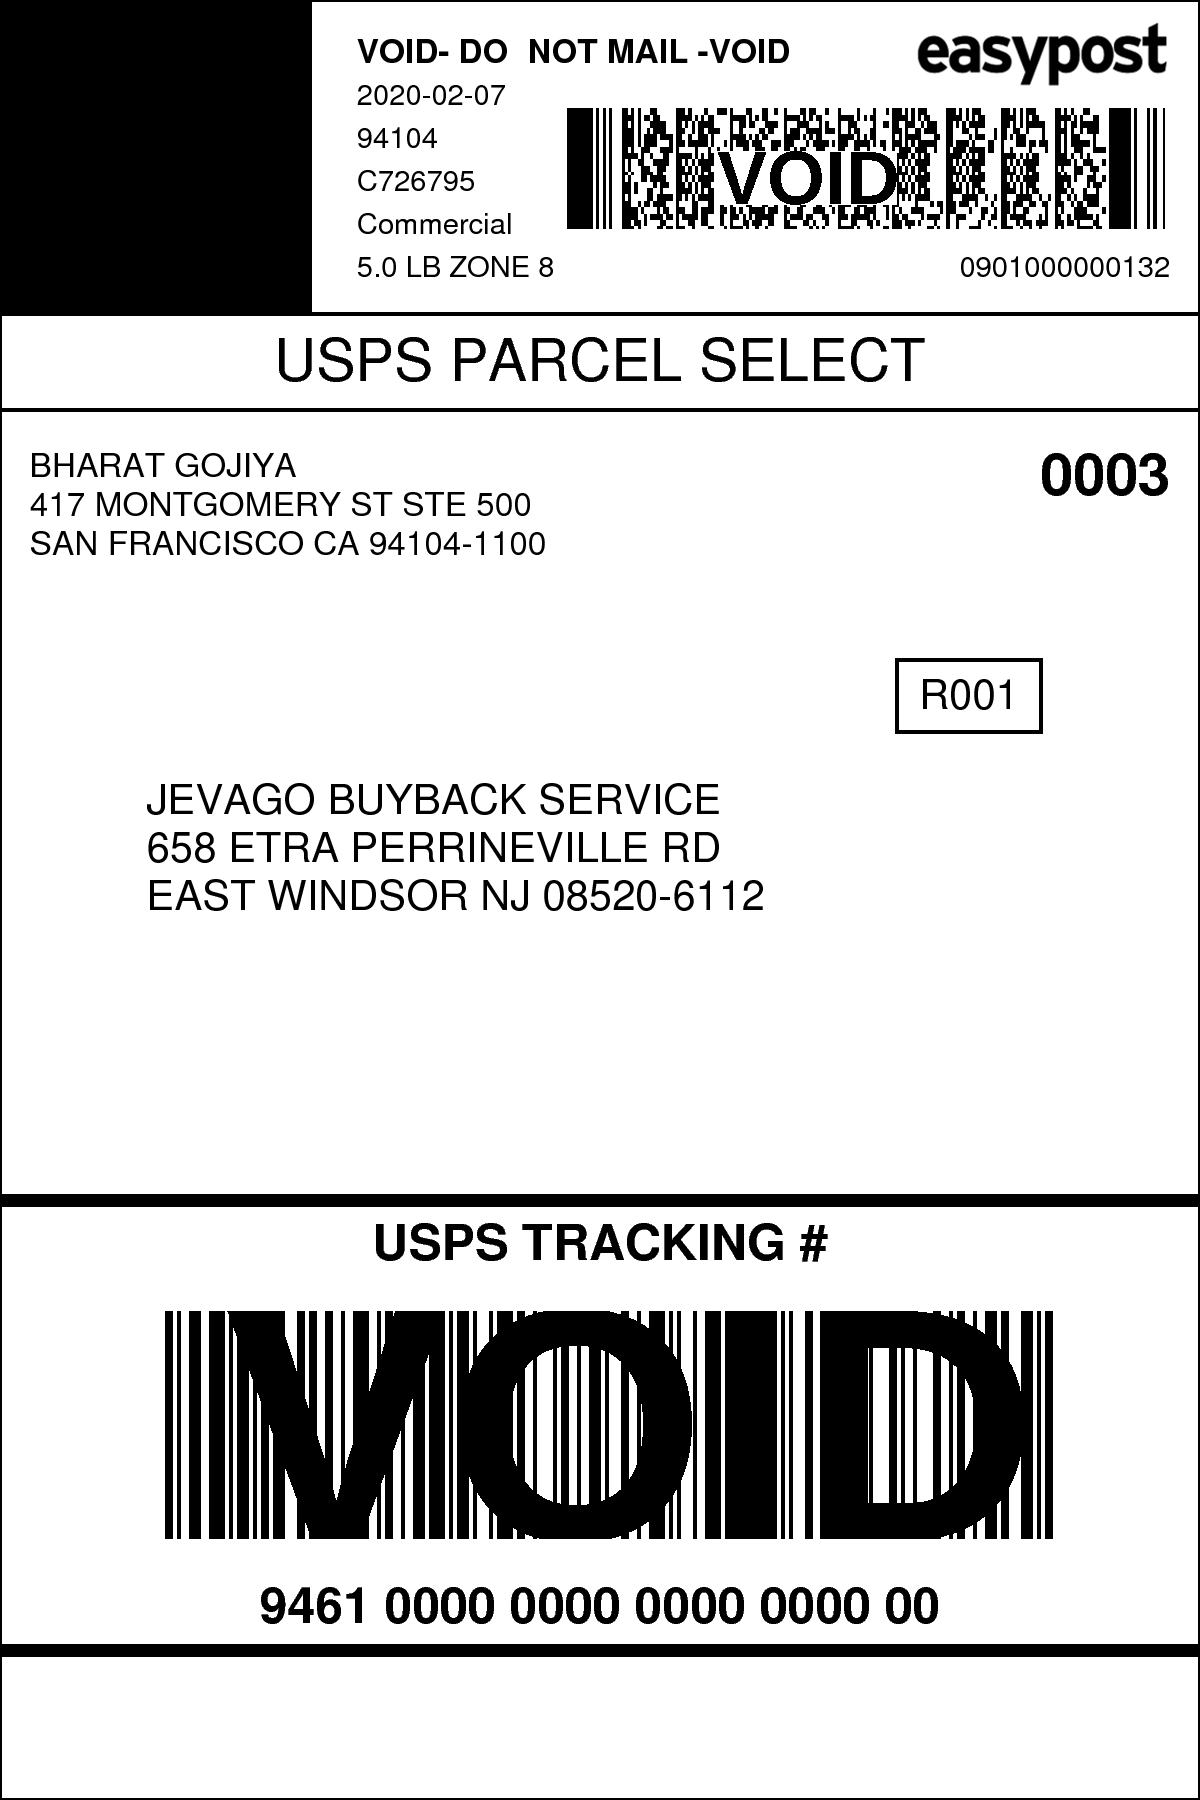 VOID- DO NOT MAIL -VOID
easypost
2020-02-07
94104
C726795
Commercial
5.0 LB ZONE 8
VOID
0901000000132
USPS PARCEL SELECT
BHARAT GOJIYA
417 MONTGOMERY ST STE 500
SAN FRANCISCO CA 94104-1100
0003
R001
JEVAGO BUYBACK SERVICE
658 ETRA PERRINEVILLE RD
EAST WINDSOR NJ 08520-6112
USPS TRACKING #
VOID
9461 0000 0000 0000 0000 00